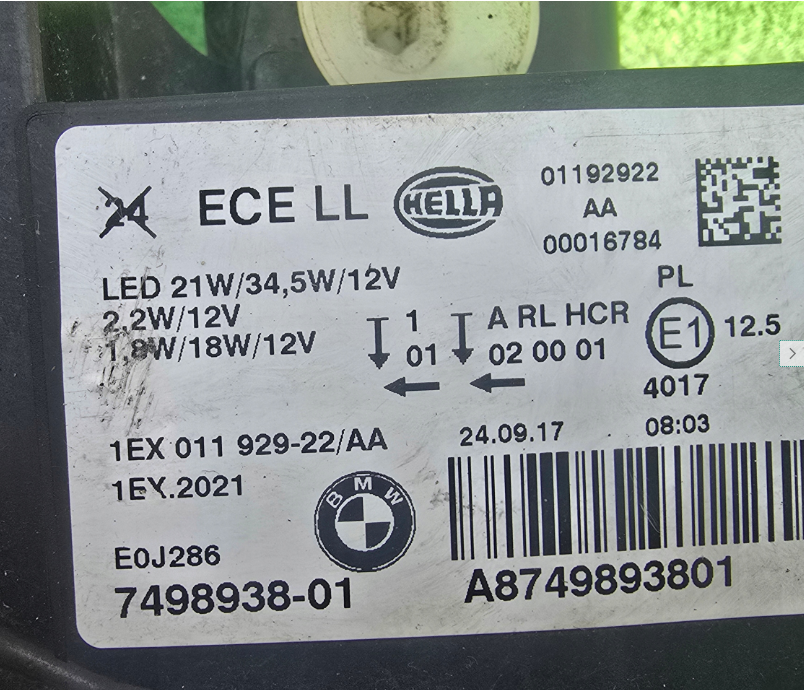 24 ECE LL HELLA
01192922
AA
00016784
LED 21W/34,5W/12V
2,2W/12V
1,8W/18W/12V
1
01
A RL HCR
02 00 01
PL
E1 12.5
4017
1EX 011 929-22/AA
24.09.17 08:03
1EX.2021
BMW
E0J286
7498938-01
A8749893801